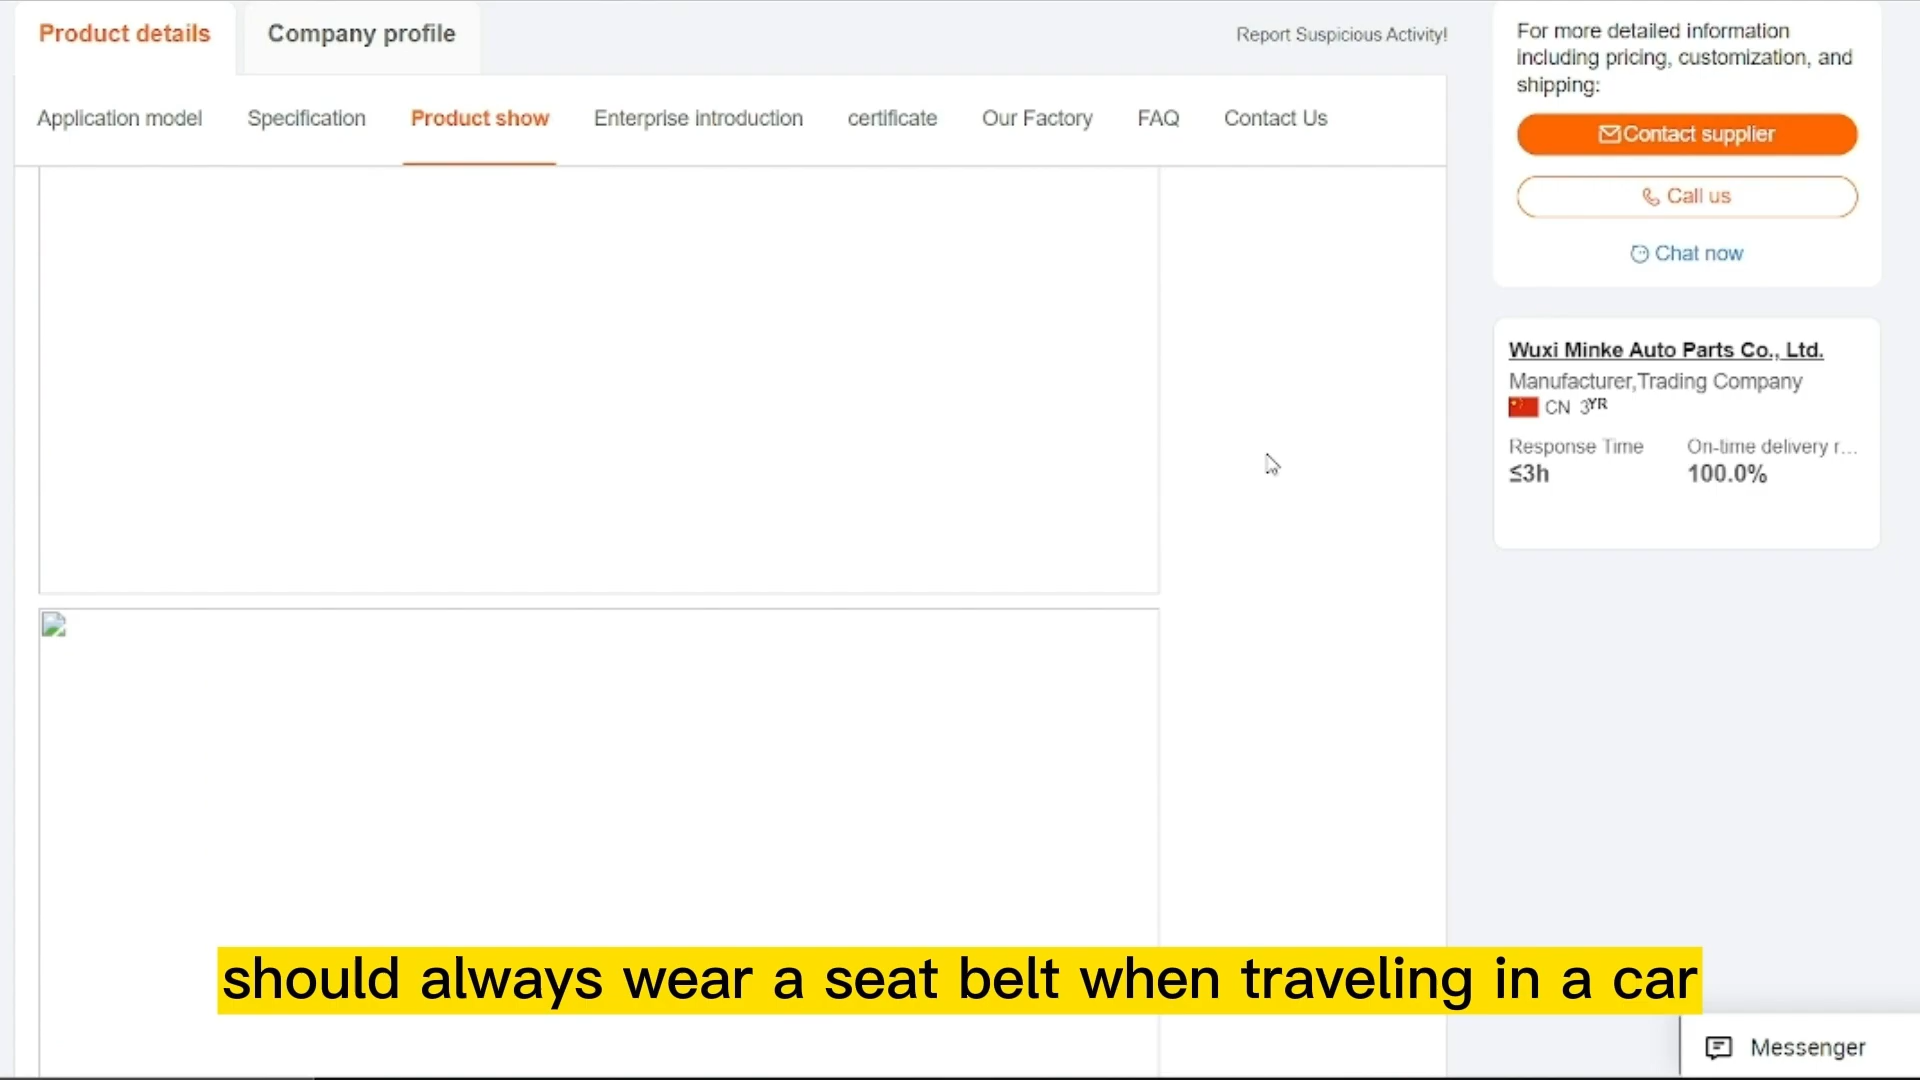 Product details
Company profile
Report Suspicious Activity!
Application model
Specification
Product show
Enterprise introduction
certificate
Our Factory
FAQ
Contact Us
For more detailed information
including pricing, customization, and
shipping:
Contact supplier
Call us
Chat now
Wuxi Minke Auto Parts Co., Ltd.
Manufacturer,Trading Company
CN 3YR
Response Time
On-time delivery r...
≤3h
100.0%
should always wear a seat belt when traveling in a car
Messenger